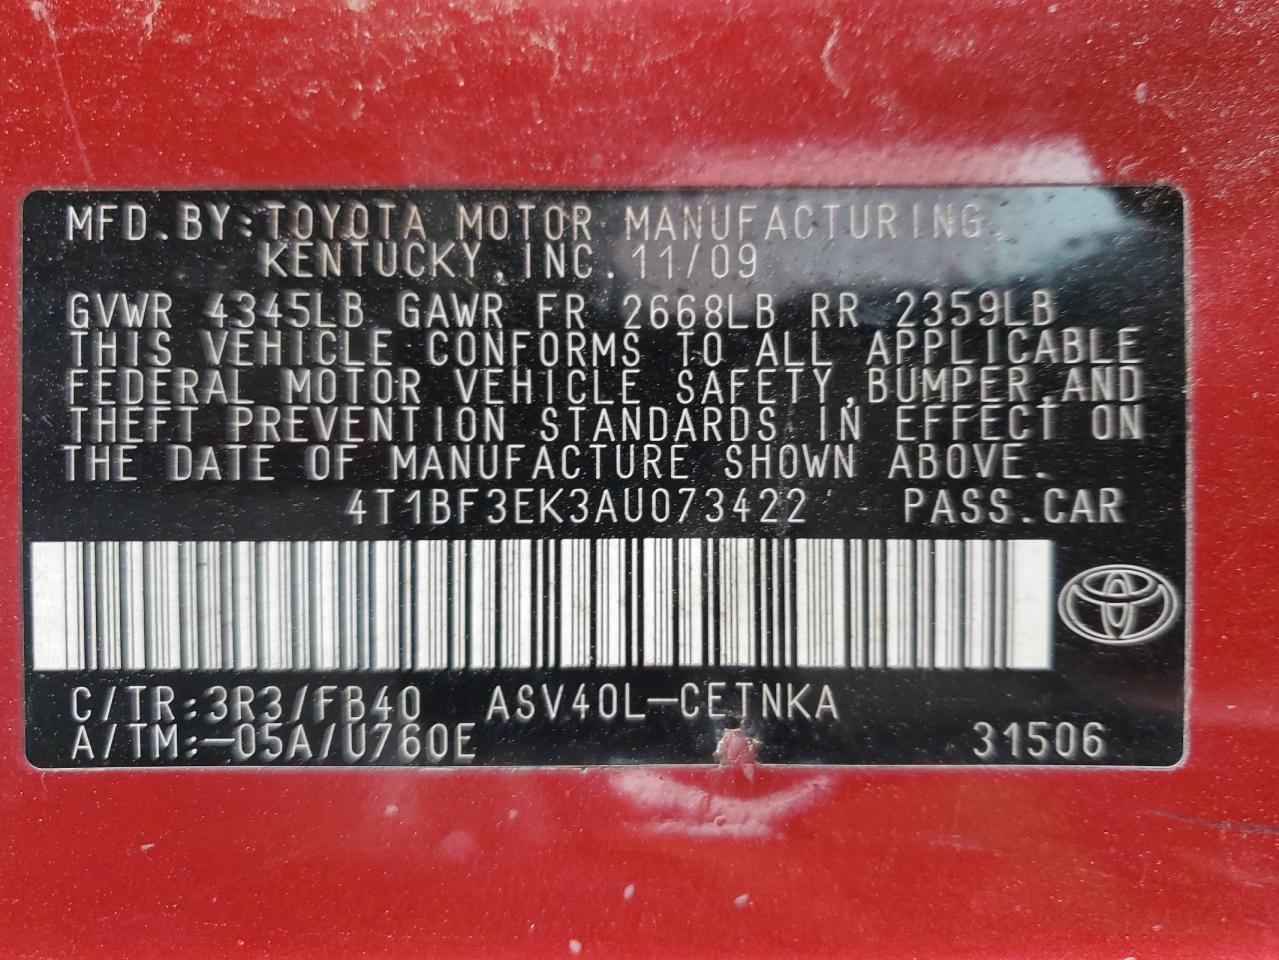 MFD.BY:TOYOTA MOTOR MANUFACTURING,
KENTUCKY,INC.11/09
GVWR 4345LB GAWR FR 2668LB RR 2359LB
THIS VEHICLE CONFORMS TO ALL APPLICABLE
FEDERAL MOTOR VEHICLE SAFETY,BUMPER,AND
THEFT PREVENTION STANDARDS IN EFFECT ON
THE DATE OF MANUFACTURE SHOWN ABOVE.
4T1BF3EK3AU073422 PASS.CAR
C/TR:3R3/FB40 ASV40L-CETNKA
A/TM:-05A/U760E 31506